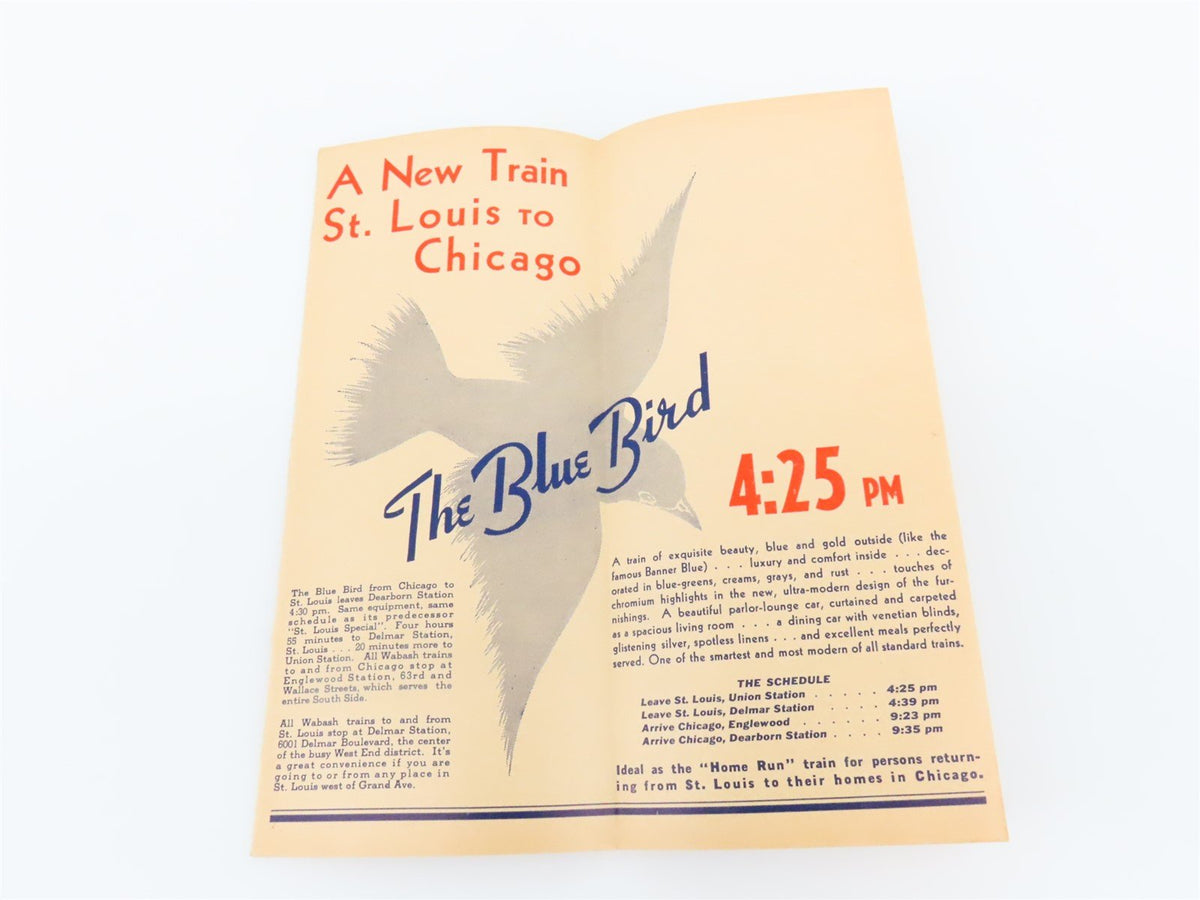 A New Train
St. Louis to
Chicago
The Blue Bird
4:25 PM
The Blue Bird from Chicago to
St. Louis leaves Dearborn Station
4:30 pm. Same equipment, same
schedule as its predecessor
"St. Louis Special". Four hours
55 minutes to Delmar Station,
St. Louis . . . 20 minutes more to
Union Station. All Wabash trains
to and from Chicago stop at
Englewood Station, 63rd and
Wallace Streets, which serves the
entire South Side.
All Wabash trains to and from
St. Louis stop at Delmar Station,
6001 Delmar Boulevard, the center
of the busy West End district. It's
a great convenience if you are
going to or from any place in
St. Louis west of Grand Ave.
A train of exquisite beauty, blue and gold outside (like the
famous Banner Blue) . . . luxury and comfort inside . . . dec-
orated in blue-greens, creams, grays, and rust . . . touches of
chromium highlights in the new, ultra-modern design of the fur-
nishings. A beautiful parlor-lounge car, curtained and carpeted
as a spacious living room . . . a dining car with venetian blinds,
glistening silver, spotless linens . . . and excellent meals perfectly
served. One of the smartest and most modern of all standard trains.
THE SCHEDULE
Leave St. Louis, Union Station . . . . . 4:25 pm
Leave St. Louis, Delmar Station . . . . 4:39 pm
Arrive Chicago, Englewood . . . . . . 9:23 pm
Arrive Chicago, Dearborn Station . . . . 9:35 pm
Ideal as the "Home Run" train for persons return-
ing from St. Louis to their homes in Chicago.